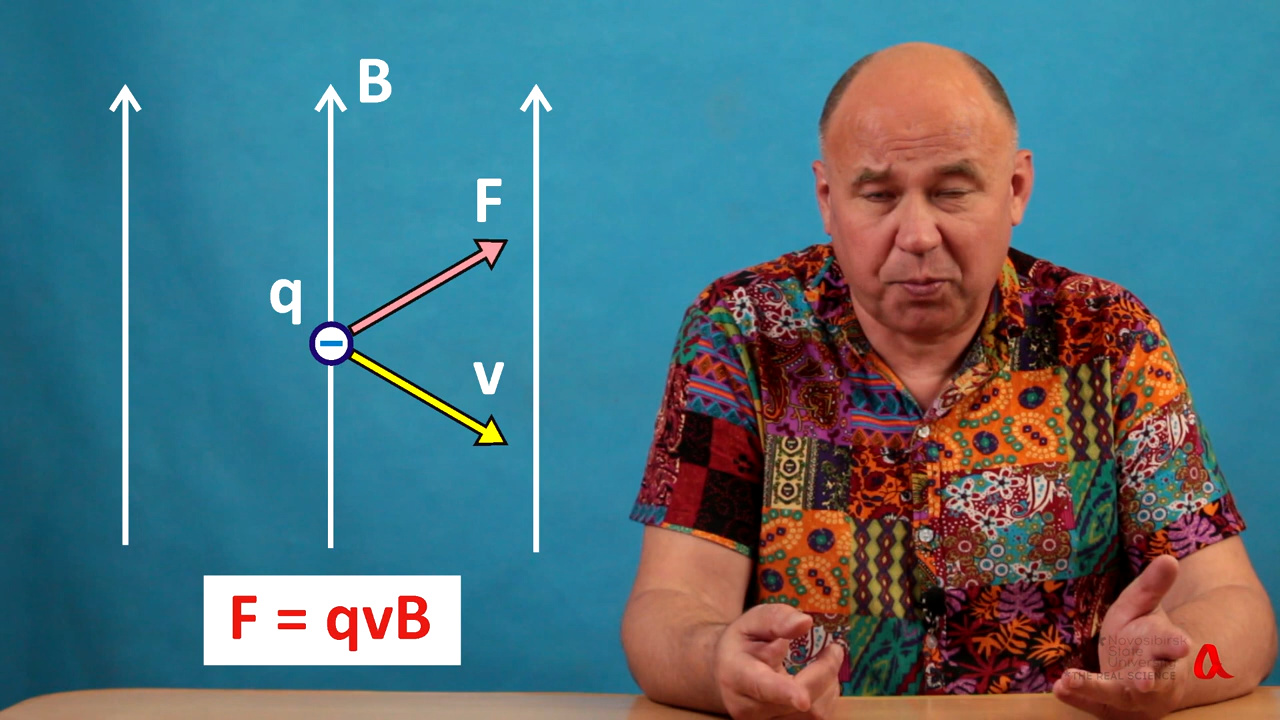 B
F
q
−
v
F = qvB
Novosibirsk
State
University
*THE REAL SCIENCE